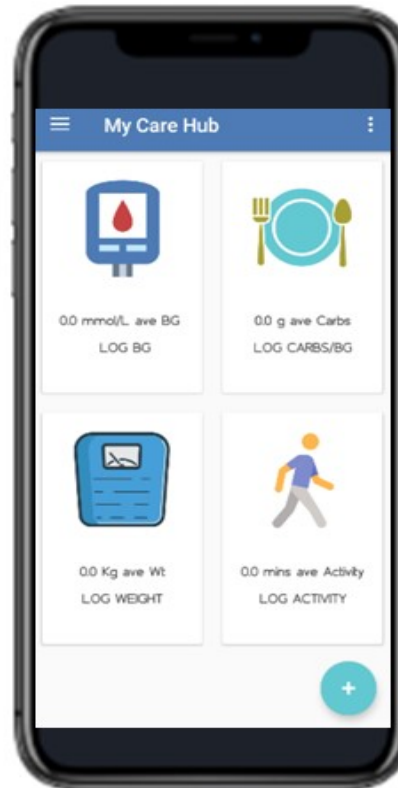 My Care Hub
0.0 mmol/L ave BG
LOG BG
0.0 g ave Carbs
LOG CARBS/BG
0.0 Kg ave Wt
LOG WEIGHT
0.0 mins ave Activity
LOG ACTIVITY
+